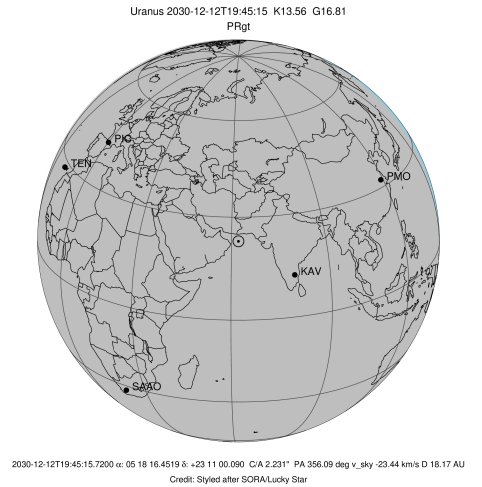 Uranus 2030-12-12T19:45:15 K13.56 G16.81
PRgt
PIC
TEN
PMO
KAV
SAAO
2030-12-12T19:45:15.7200 α: 05 18 16.4519 δ: +23 11 00.090 C/A 2.231" PA 356.09 deg v_sky -23.44 km/s D 18.17 AU
Credit: Styled after SORA/Lucky Star